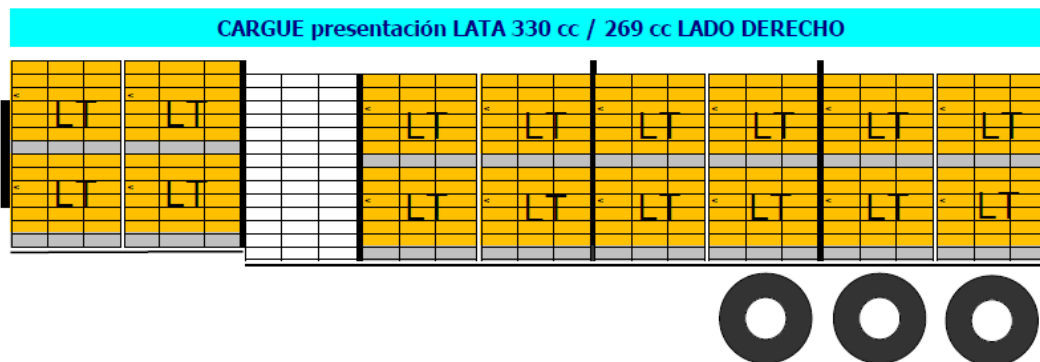 CARGUE presentación LATA 330 cc / 269 cc LADO DERECHO
< LT < LT
< LT < LT < LT < LT < LT < LT
< LT < LT
< LT < LT < LT < LT < LT < LT